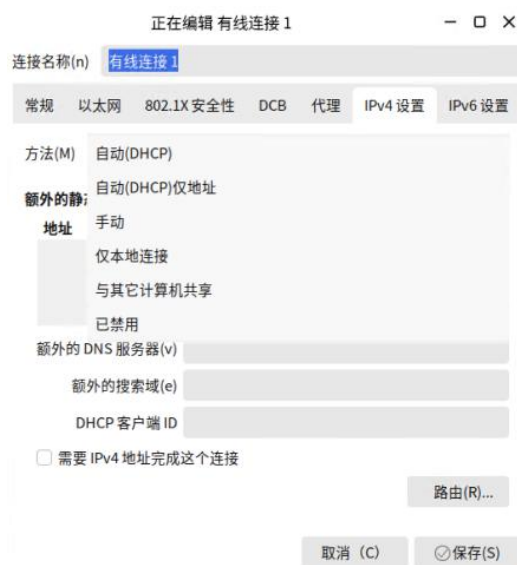 正在编辑 有线连接 1
连接名称(n) 有线连接 1
常规 以太网 802.1X 安全性 DCB 代理 IPv4 设置 IPv6 设置
方法(M) 自动(DHCP)
自动(DHCP)仅地址
额外的静
手动
地址
仅本地连接
与其它计算机共享
已禁用
额外的 DNS 服务器(v)
额外的搜索域(e)
DHCP 客户端 ID
需要 IPv4 地址完成这个连接
路由(R)...
取消（C） 保存(S)